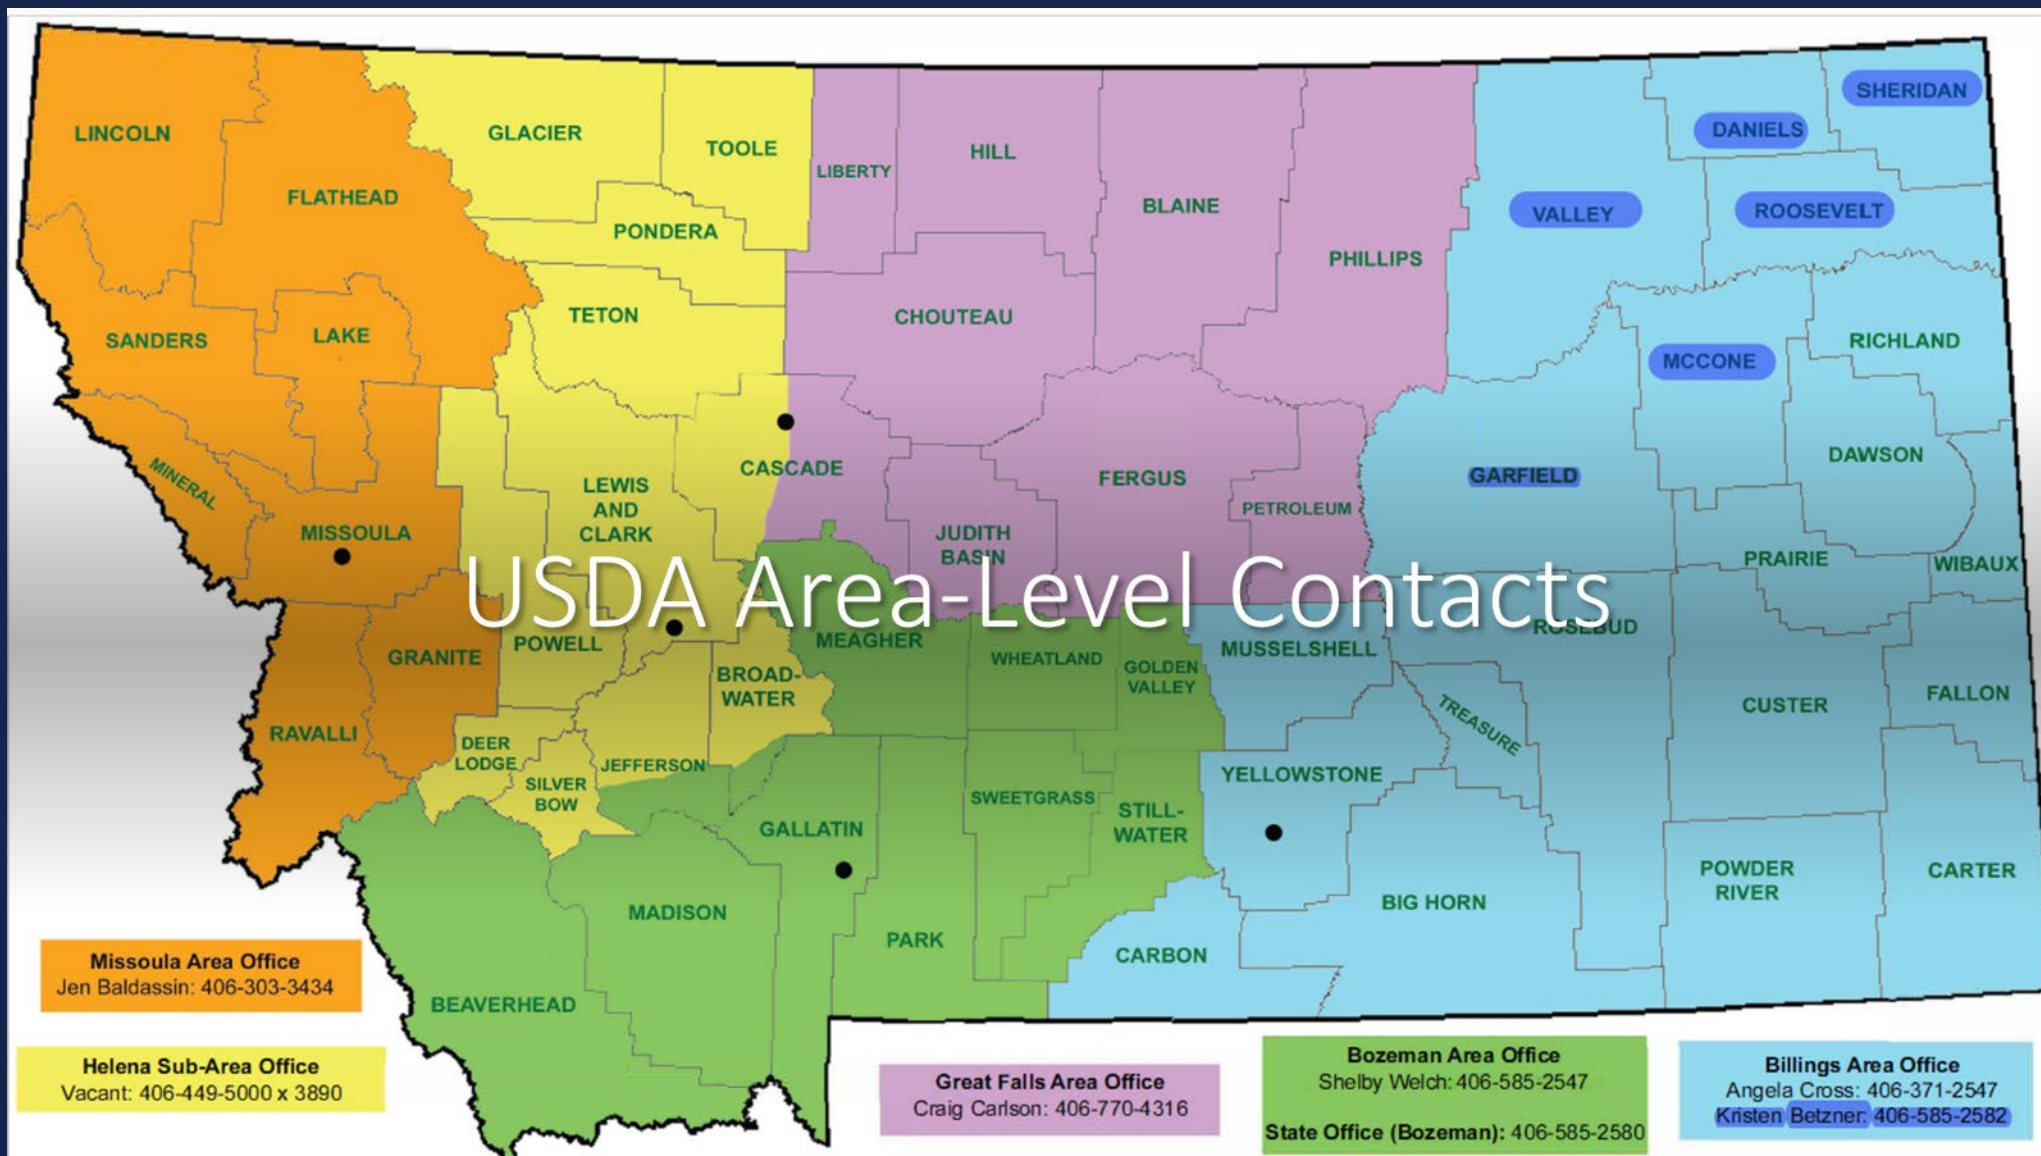 SHERIDAN
DANIELS
LINCOLN
GLACIER
TOOLE
HILL
LIBERTY
FLATHEAD
BLAINE
VALLEY
ROOSEVELT
PONDERA
PHILLIPS
TETON
CHOUTEAU
SANDERS
LAKE
RICHLAND
MCCONE
DAWSON
CASCADE
FERGUS
GARFIELD
MINERAL
LEWIS
AND
CLARK
PETROLEUM
MISSOULA
JUDITH
BASIN
PRAIRIE
WIBAUX
USDA Area-Level Contacts
ROSEBUD
POWELL
MEAGHER
MUSSELSHELL
GRANITE
WHEATLAND
GOLDEN
VALLEY
BROAD-
WATER
FALLON
CUSTER
TREASURE
RAVALLI
DEER
LODGE
JEFFERSON
SILVER
BOW
YELLOWSTONE
SWEETGRASS
STILL-
WATER
GALLATIN
POWDER
RIVER
CARTER
BIG HORN
MADISON
PARK
CARBON
BEAVERHEAD
Missoula Area Office
Jen Baldassin: 406-303-3434
Helena Sub-Area Office
Vacant: 406-449-5000 x 3890
Great Falls Area Office
Craig Carlson: 406-770-4316
Bozeman Area Office
Shelby Welch: 406-585-2547
State Office (Bozeman): 406-585-2580
Billings Area Office
Angela Cross: 406-371-2547
Kristen Betzner: 406-585-2582